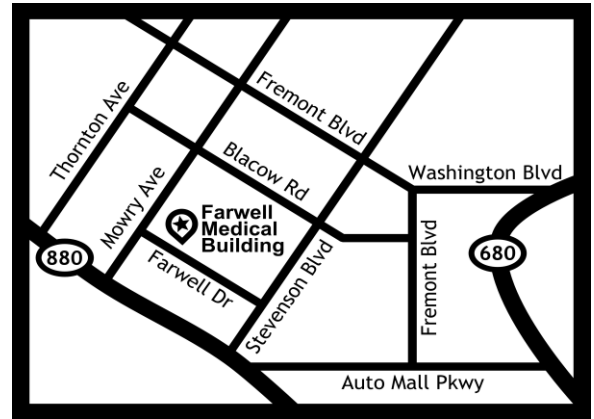 Thornton Ave
Fremont Blvd
Blacow Rd
Washington Blvd
Mowry Ave
Farwell
Medical
Building
880
Farwell Dr
Stevenson Blvd
Fremont Blvd
680
Auto Mall Pkwy